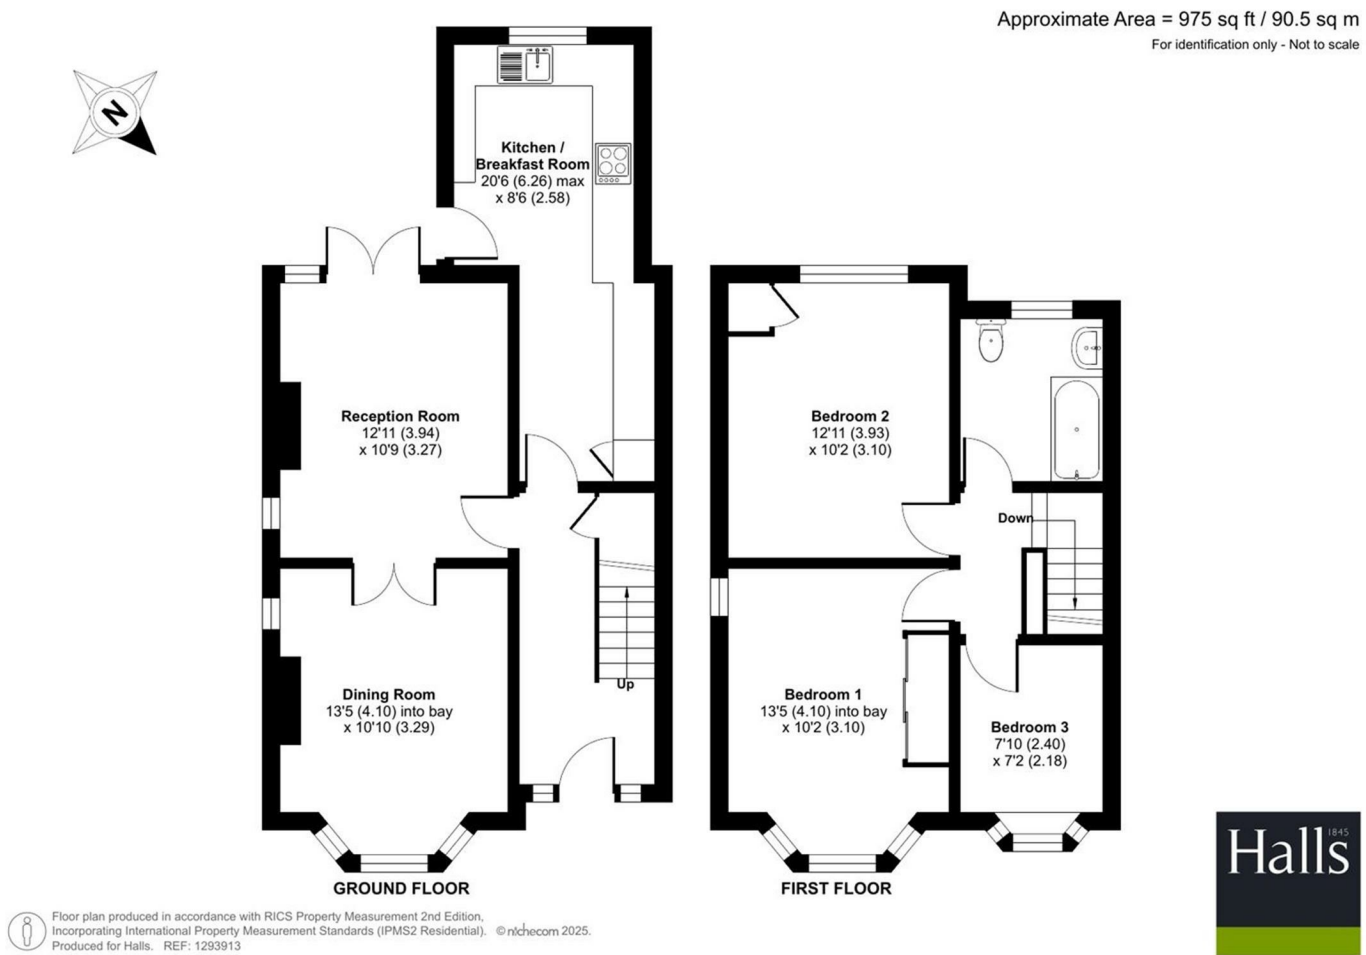 Approximate Area = 975 sq ft / 90.5 sq m
For identification only - Not to scale
N
Kitchen /
Breakfast Room
20'6 (6.26) max
x 8'6 (2.58)
Reception Room
12'11 (3.94)
x 10'9 (3.27)
Dining Room
13'5 (4.10) into bay
x 10'10 (3.29)
Up
GROUND FLOOR
Bedroom 2
12'11 (3.93)
x 10'2 (3.10)
Down
Bedroom 1
13'5 (4.10) into bay
x 10'2 (3.10)
Bedroom 3
7'10 (2.40)
x 7'2 (2.18)
FIRST FLOOR
Halls 1845
Floor plan produced in accordance with RICS Property Measurement 2nd Edition,
Incorporating International Property Measurement Standards (IPMS2 Residential). © nichecom 2025.
Produced for Halls. REF: 1293913